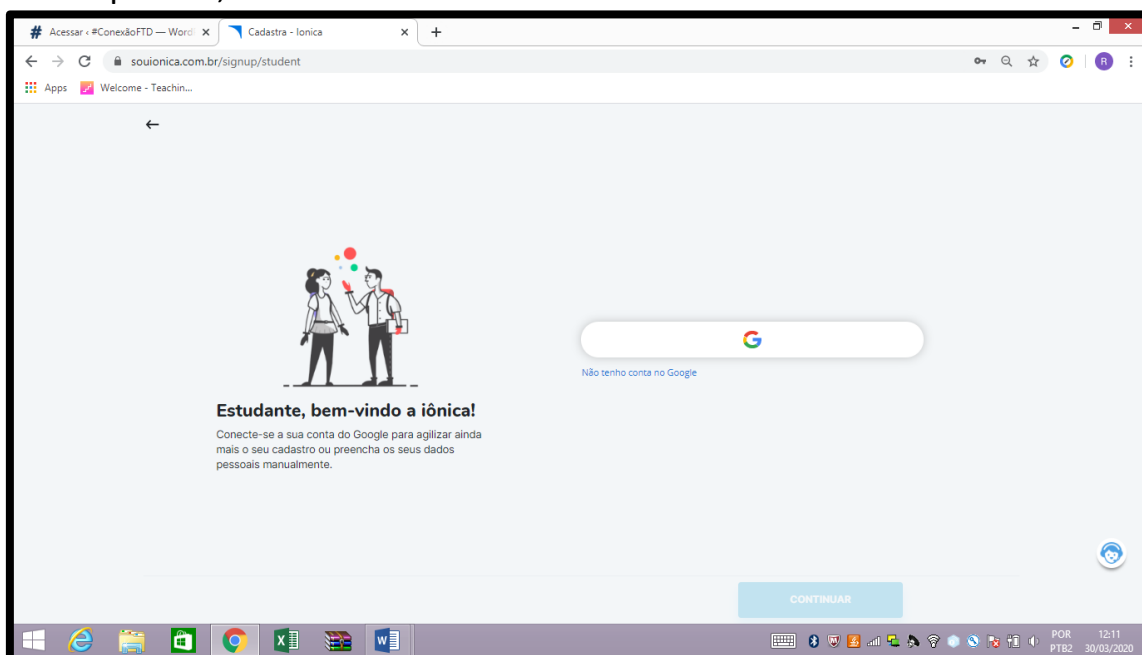 Acessar ‹ #ConexãoFTD — Word
Cadastra - Ionica
souionica.com.br/signup/student
R
Apps
Welcome - Teachin...
Não tenho conta no Google
Estudante, bem-vindo a iônica!
Conecte-se a sua conta do Google para agilizar ainda
mais o seu cadastro ou preencha os seus dados
pessoais manualmente.
CONTINUAR
POR
PTB2
12:11
30/03/2020